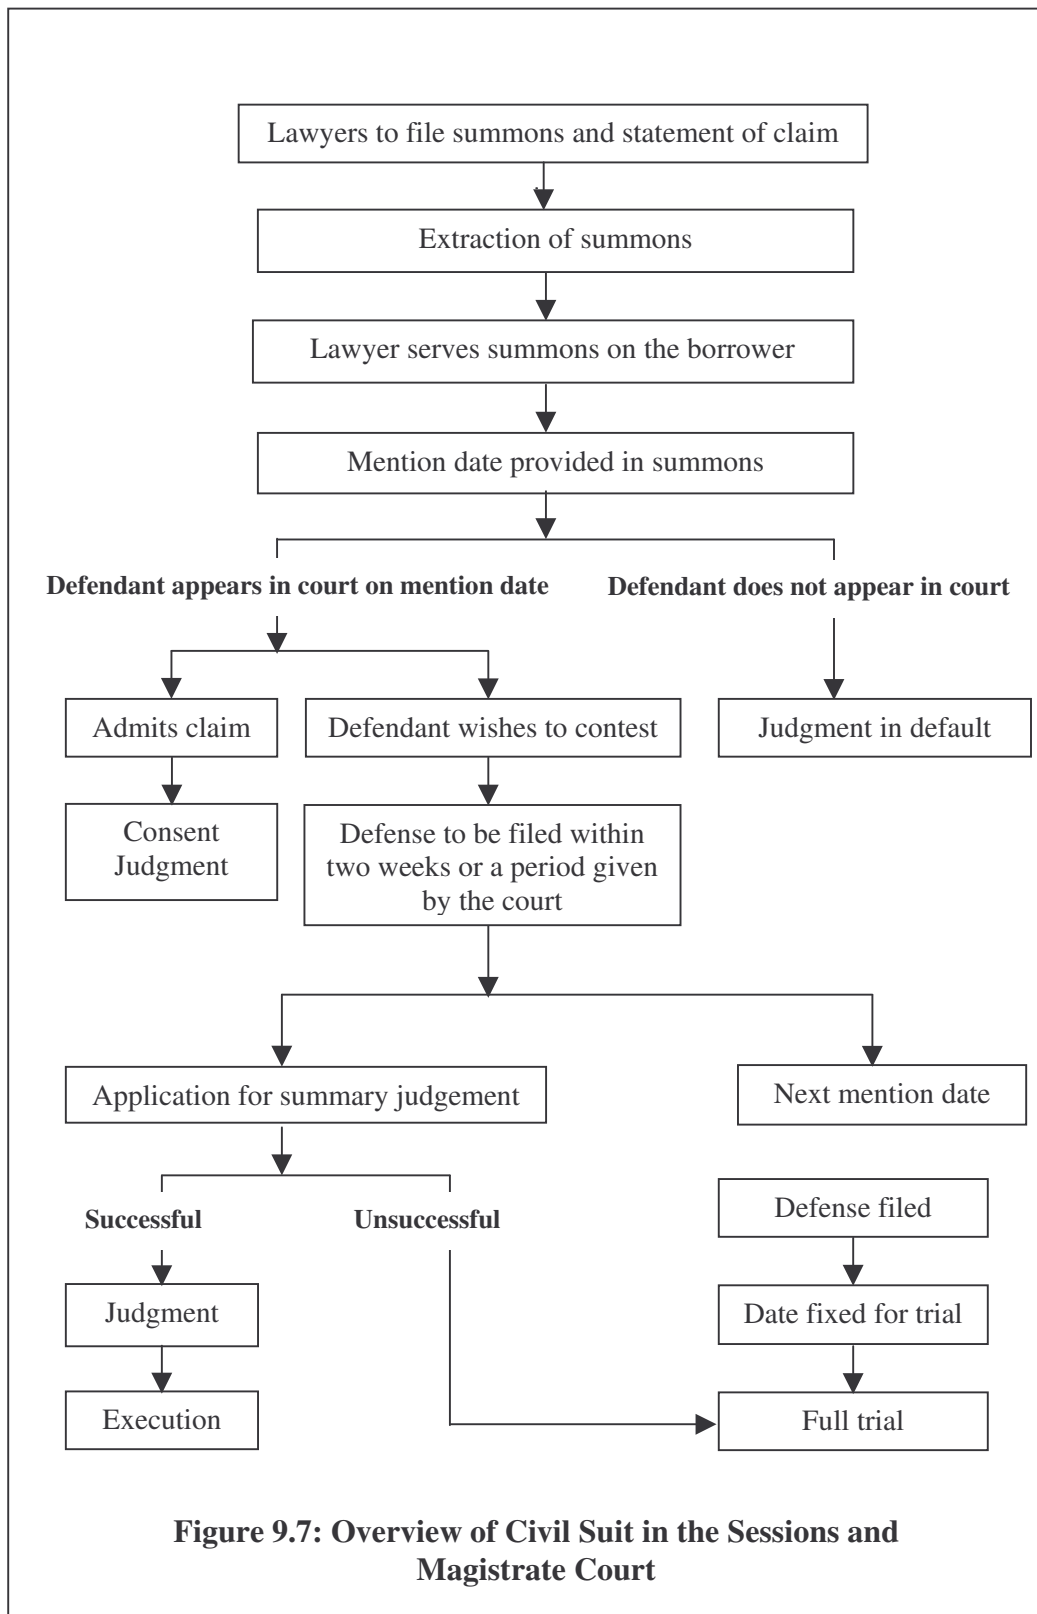 Lawyers to file summons and statement of claim
Extraction of summons
Lawyer serves summons on the borrower
Mention date provided in summons
Defendant appears in court on mention date
Defendant does not appear in court
Admits claim
Defendant wishes to contest
Judgment in default
Consent
Judgment
Defense to be filed within
two weeks or a period given
by the court
Application for summary judgement
Next mention date
Successful
Unsuccessful
Defense filed
Judgment
Date fixed for trial
Execution
Full trial
Figure 9.7: Overview of Civil Suit in the Sessions and
Magistrate Court